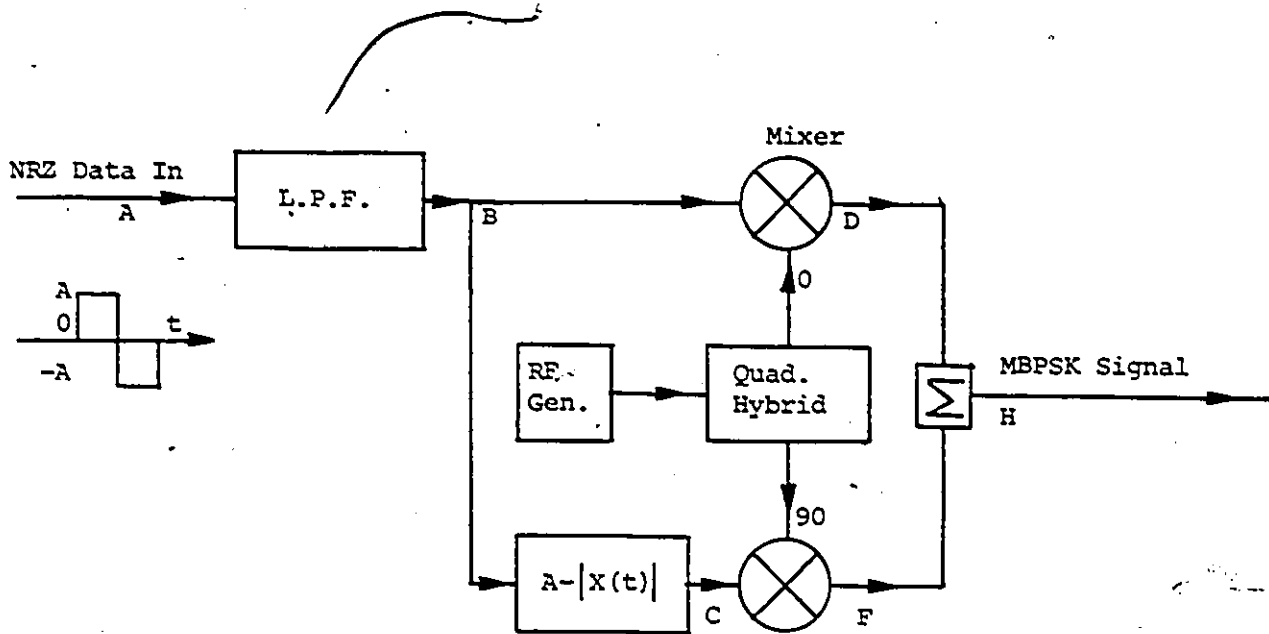 Mixer
NRZ Data In
A
L.P.F.
B
D
0
A
0
t
-A
RF
Gen.
Quad.
Hybrid
Σ
MBPSK Signal
H
90
A-|X(t)|
C
F